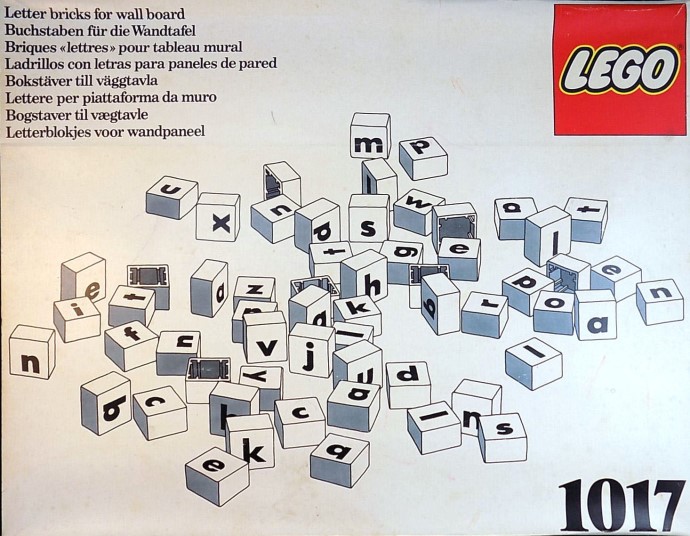 Letter bricks for wall board
Buchstaben für die Wandtafel
Briques «lettres» pour tableau mural
Ladrillos con letras para paneles de pared
Bokstäver till väggtavla
Lettere per piattaforma da muro
Bogstaver til vægtavle
Letterblokjes voor wandpaneel
LEGO
m
x
s
w
e
h
k
z
i
f
n
v
j
c
k
e
a
s
l
1017